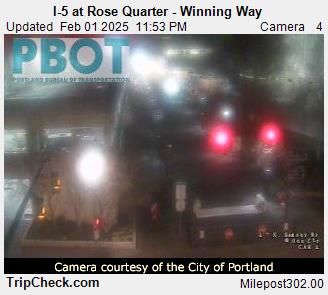 I-5 at Rose Quarter - Winning Way
Updated Feb 01 2025 11:53 PM Camera 4
PBOT
PORTLAND BUREAU OF TRANSPORTATION
Camera courtesy of the City of Portland
TripCheck.com Milepost302.00